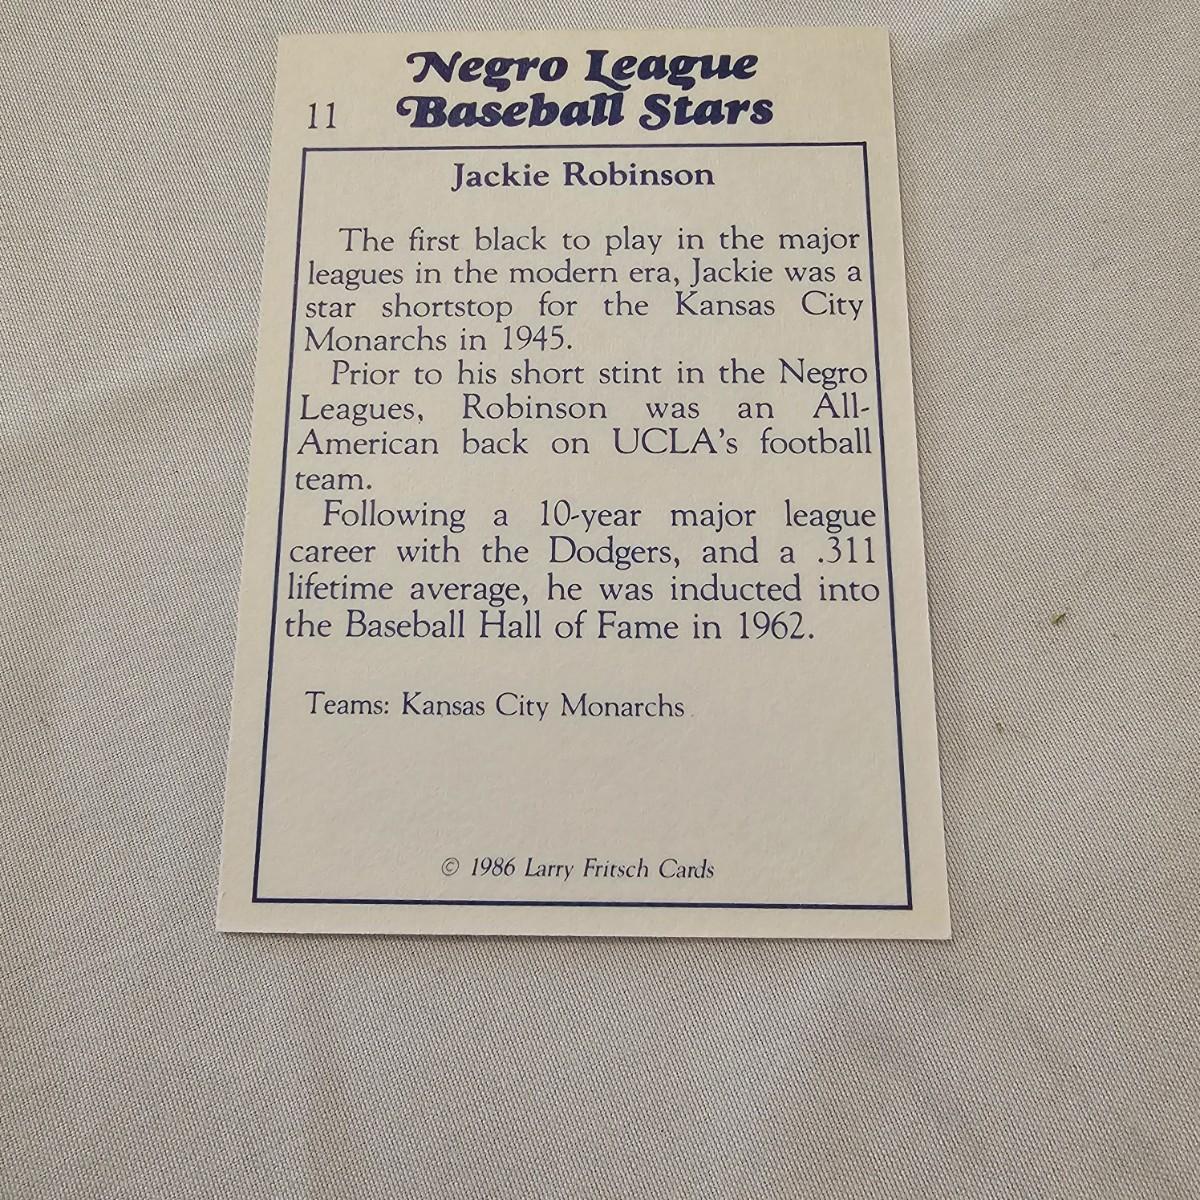 Negro League
11 Baseball Stars
Jackie Robinson
The first black to play in the major
leagues in the modern era, Jackie was a
star shortstop for the Kansas City
Monarchs in 1945.
Prior to his short stint in the Negro
Leagues, Robinson was an All-
American back on UCLA's football
team.
Following a 10-year major league
career with the Dodgers, and a .311
lifetime average, he was inducted into
the Baseball Hall of Fame in 1962.
Teams: Kansas City Monarchs
© 1986 Larry Fritsch Cards